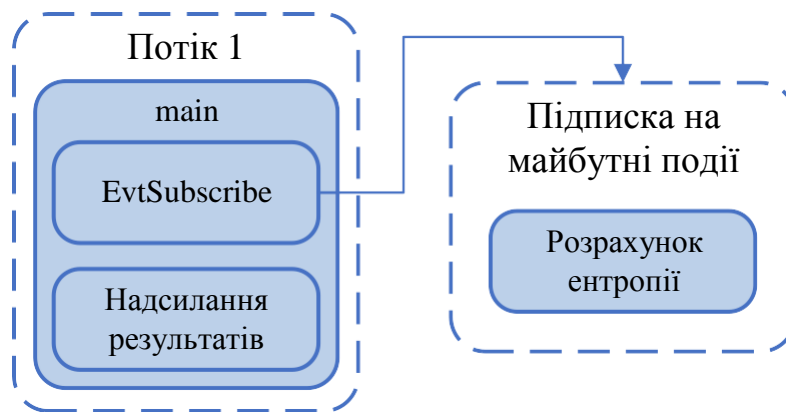 Потік 1
main
EvtSubscribe
Надсилання
результатів
Підписка на
майбутні події
Розрахунок
ентропії